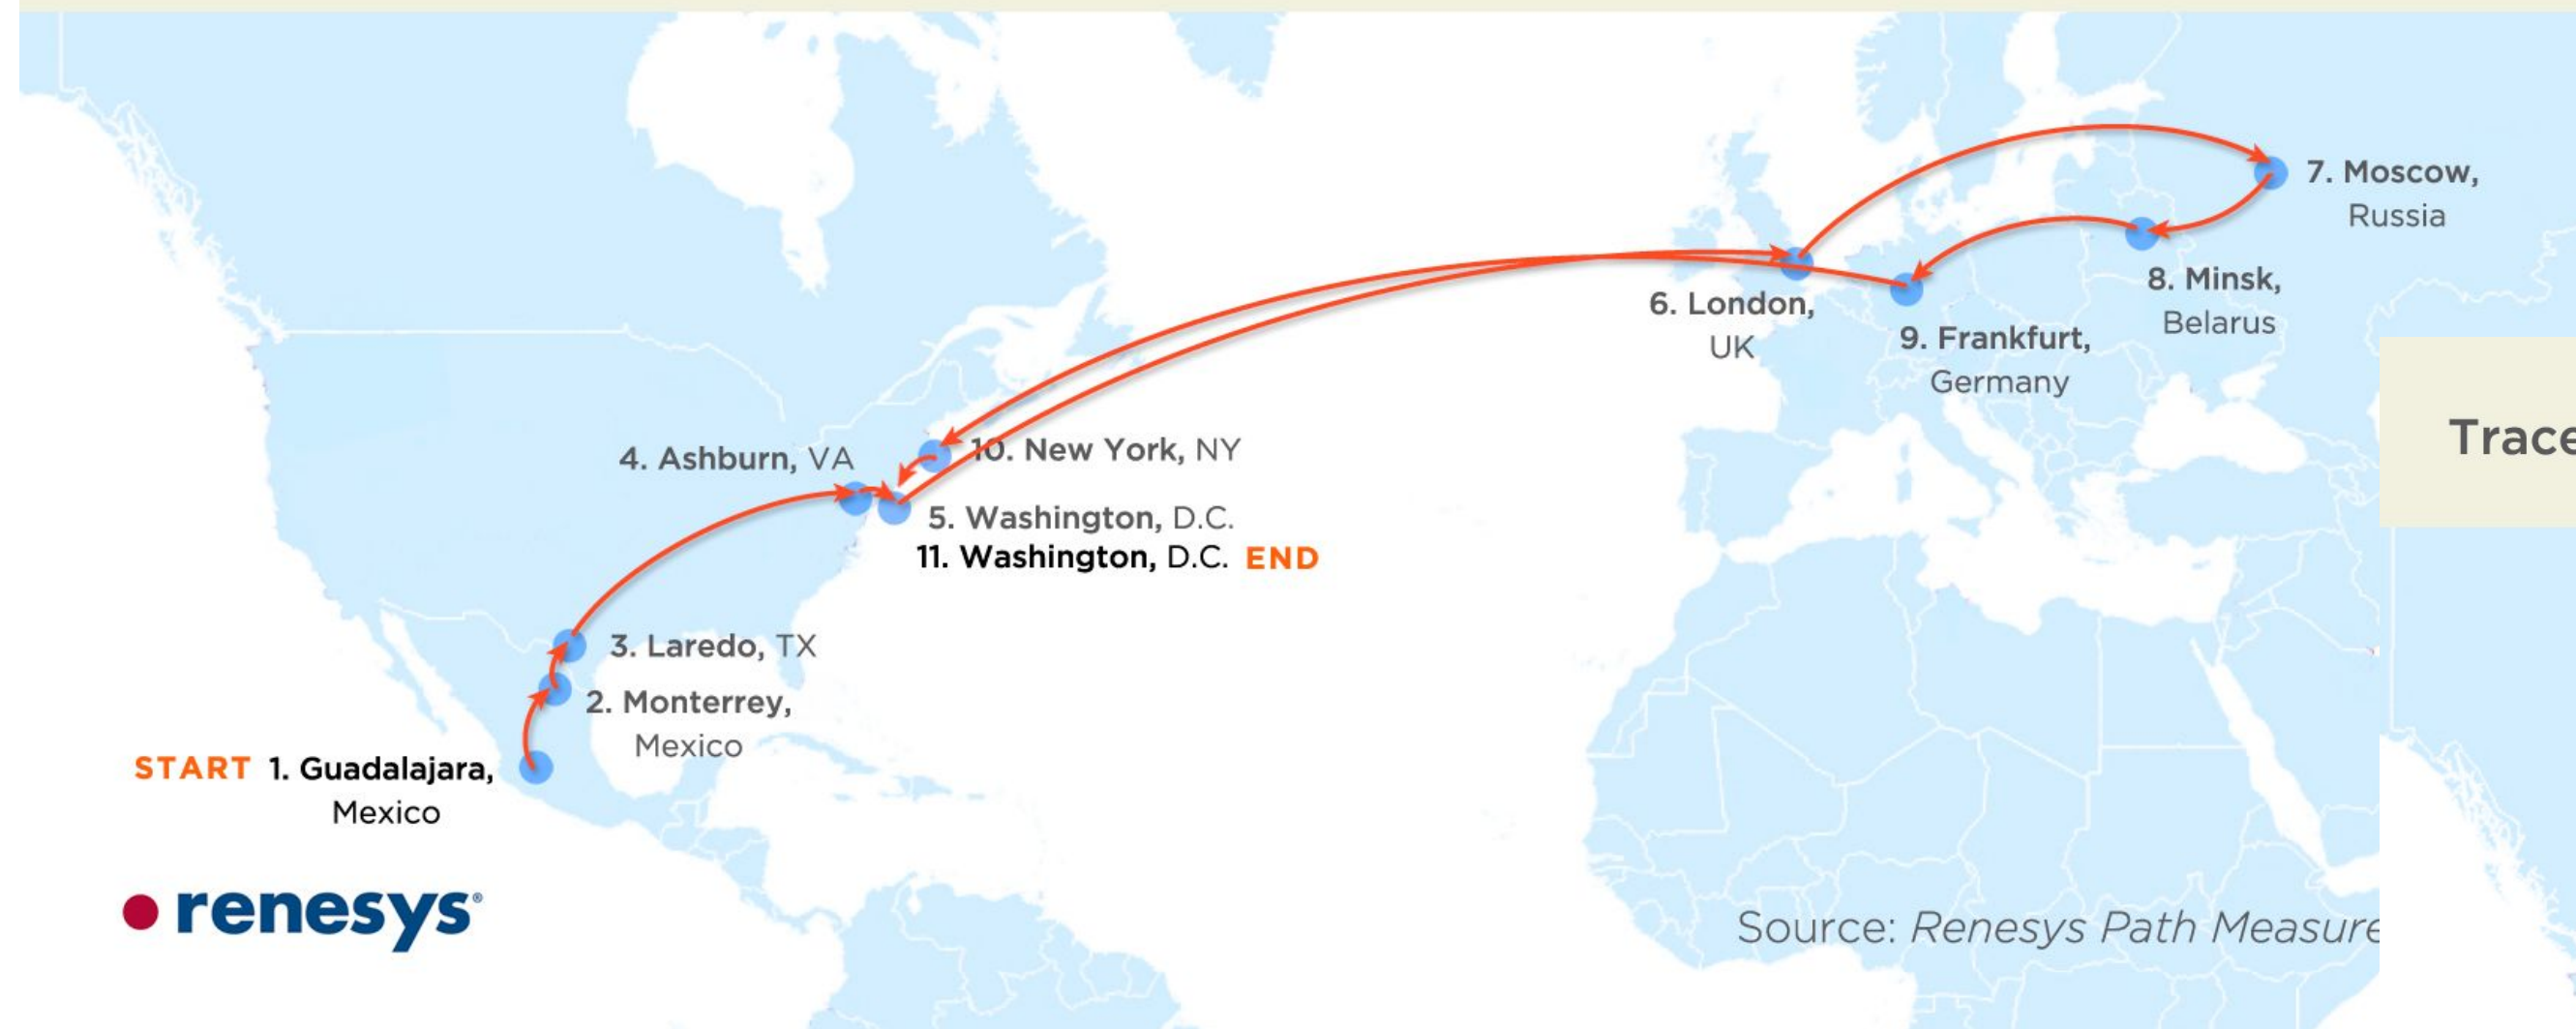 7. Moscow,
Russia
8. Minsk,
Belarus
6. London,
UK
9. Frankfurt,
Germany
10. New York, NY
4. Ashburn, VA
5. Washington, D.C.
11. Washington, D.C. END
3. Laredo, TX
2. Monterrey,
Mexico
START 1. Guadalajara,
Mexico
renesys®
Source: Renesys Path Measure
Trace